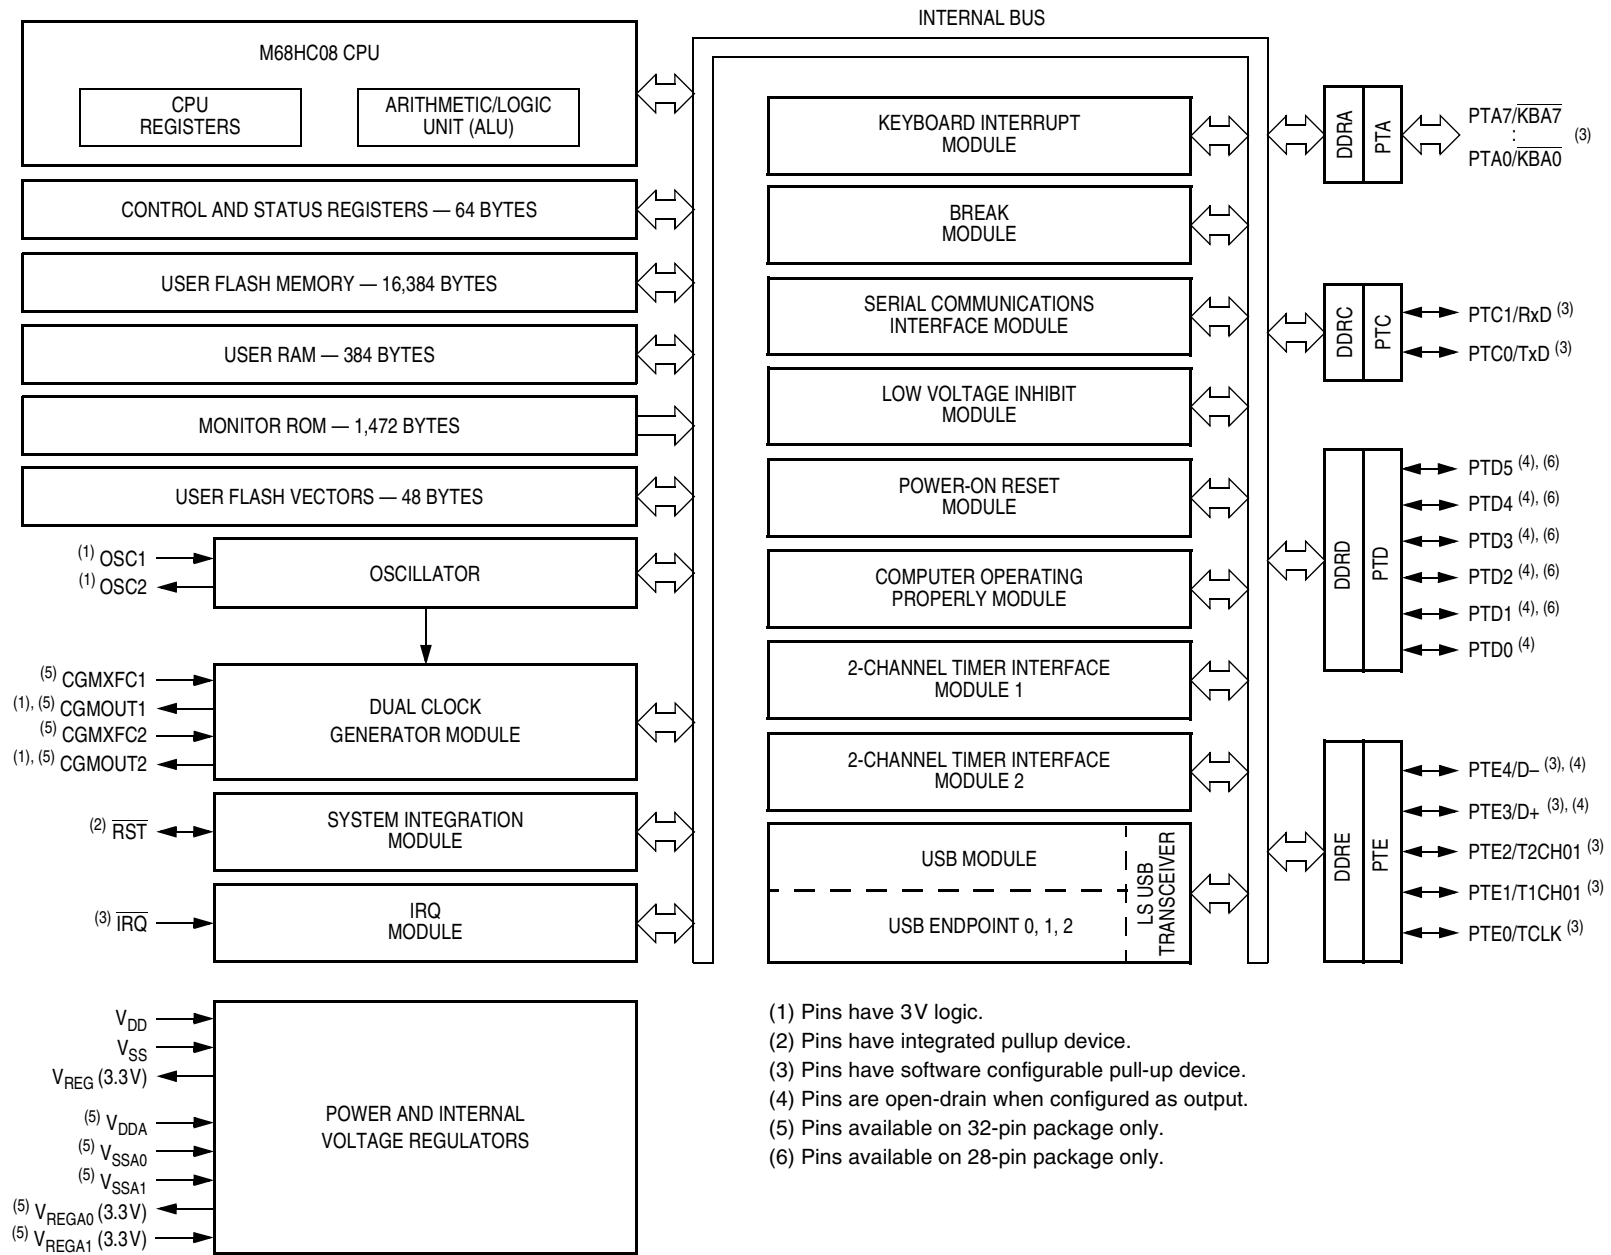 INTERNAL BUS
M68HC08 CPU
CPU
REGISTERS
ARITHMETIC/LOGIC
UNIT (ALU)
CONTROL AND STATUS REGISTERS — 64 BYTES
USER FLASH MEMORY — 16,384 BYTES
USER RAM — 384 BYTES
MONITOR ROM — 1,472 BYTES
USER FLASH VECTORS — 48 BYTES
(1) OSC1
(1) OSC2
OSCILLATOR
(5) CGMXFC1
(1), (5) CGMOUT1
(5) CGMXFC2
(1), (5) CGMOUT2
DUAL CLOCK
GENERATOR MODULE
(2) RST
SYSTEM INTEGRATION
MODULE
(3) IRQ
IRQ
MODULE
VDD
VSS
VREG (3.3V)
(5) VDDA
(5) VSSA0
(5) VSSA1
(5) VREGA0 (3.3V)
(5) VREGA1 (3.3V)
POWER AND INTERNAL
VOLTAGE REGULATORS
KEYBOARD INTERRUPT
MODULE
BREAK
MODULE
SERIAL COMMUNICATIONS
INTERFACE MODULE
LOW VOLTAGE INHIBIT
MODULE
POWER-ON RESET
MODULE
COMPUTER OPERATING
PROPERLY MODULE
2-CHANNEL TIMER INTERFACE
MODULE 1
2-CHANNEL TIMER INTERFACE
MODULE 2
USB MODULE
USB ENDPOINT 0, 1, 2
LS USB
TRANSCEIVER
DDRA
PTA
PTA7/KBA7
:
(3)
PTA0/KBA0
DDRC
PTC
PTC1/RxD (3)
PTC0/TxD (3)
DDRD
PTD
PTD5 (4), (6)
PTD4 (4), (6)
PTD3 (4), (6)
PTD2 (4), (6)
PTD1 (4), (6)
PTD0 (4)
DDRE
PTE
PTE4/D– (3), (4)
PTE3/D+ (3), (4)
PTE2/T2CH01 (3)
PTE1/T1CH01 (3)
PTE0/TCLK (3)
(1) Pins have 3V logic.
(2) Pins have integrated pullup device.
(3) Pins have software configurable pull-up device.
(4) Pins are open-drain when configured as output.
(5) Pins available on 32-pin package only.
(6) Pins available on 28-pin package only.